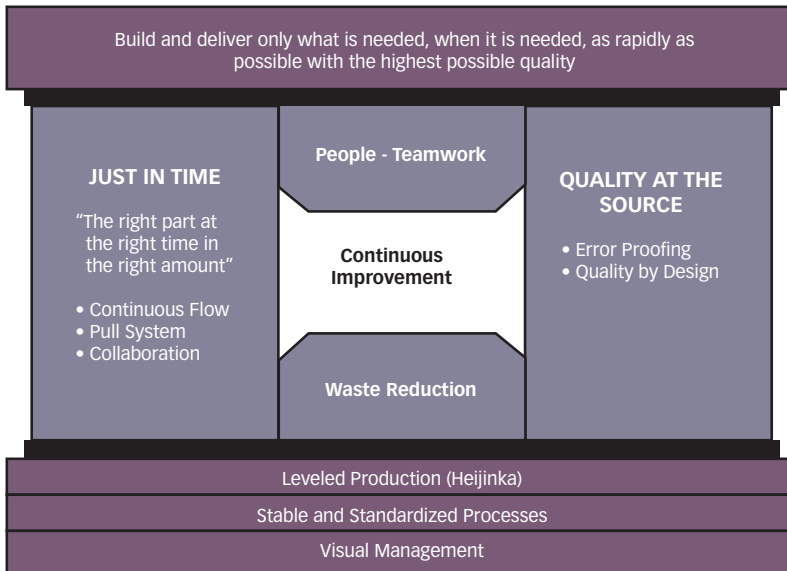 Build and deliver only what is needed, when it is needed, as rapidly as
possible with the highest possible quality
JUST IN TIME
“The right part at
the right time in
the right amount”
• Continuous Flow
• Pull System
• Collaboration
People - Teamwork
Continuous
Improvement
Waste Reduction
QUALITY AT THE
SOURCE
• Error Proofing
• Quality by Design
Leveled Production (Heijinka)
Stable and Standardized Processes
Visual Management